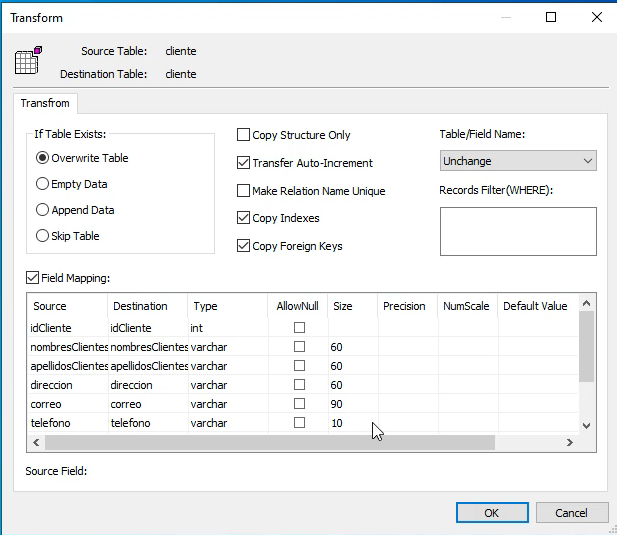 Transform
Source Table: cliente
Destination Table: cliente
Transfrom
If Table Exists:
Overwrite Table
Empty Data
Append Data
Skip Table
Copy Structure Only
Transfer Auto-Increment
Make Relation Name Unique
Copy Indexes
Copy Foreign Keys
Table/Field Name:
Unchange
Records Filter(WHERE):
Field Mapping:
Source Destination Type AllowNull Size Precision NumScale Default Value
idCliente idCliente int
nombresClientes nombresClientes varchar 60
apellidosClientes apellidosClientes varchar 60
direccion direccion varchar 60
correo correo varchar 90
telefono telefono varchar 10
Source Field:
OK Cancel